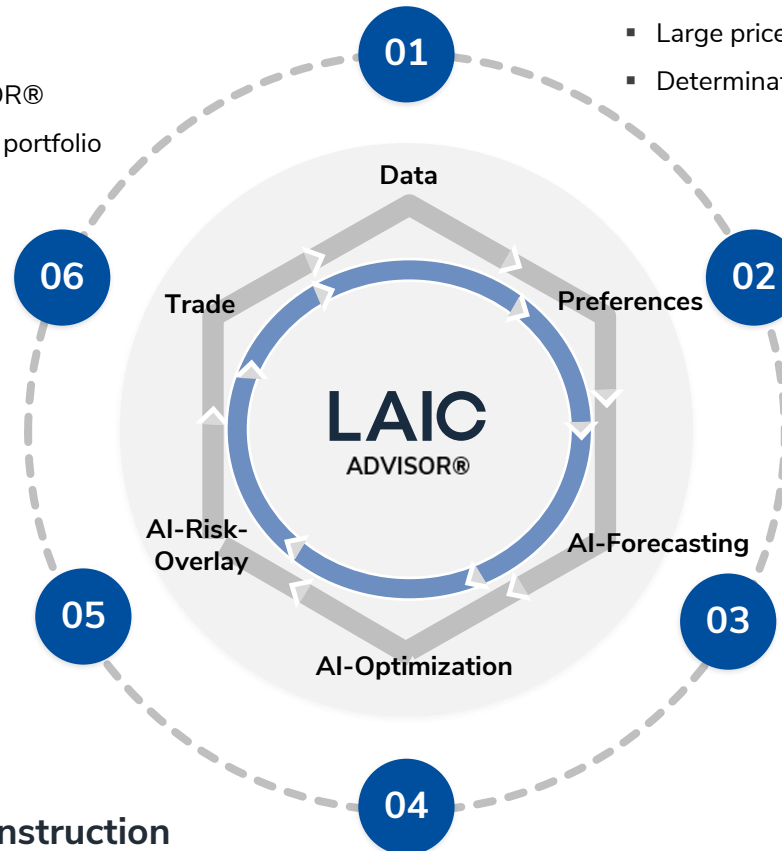 01
Large price
OR®
portfolio
Data
06
02
Trade
Preferences
LAIC
ADVISOR®
AI-Risk-
Overlay
AI-Forecasting
05
03
AI-Optimization
04
nstruction